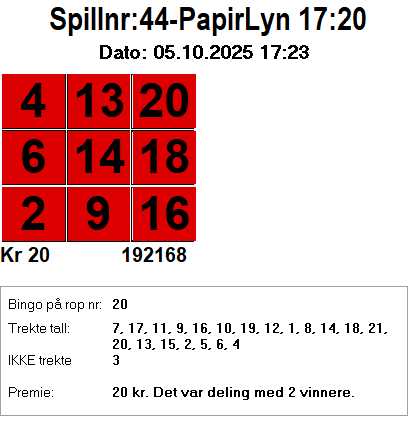 Spillnr:44-PapirLyn 17:20
Dato: 05.10.2025 17:23
4 13 20
6 14 18
2 9 16
Kr 20 192168
Bingo på rop nr: 20
Trekte tall: 7, 17, 11, 9, 16, 10, 19, 12, 1, 8, 14, 18, 21,
20, 13, 15, 2, 5, 6, 4
IKKE trekte 3
Premie: 20 kr. Det var deling med 2 vinnere.